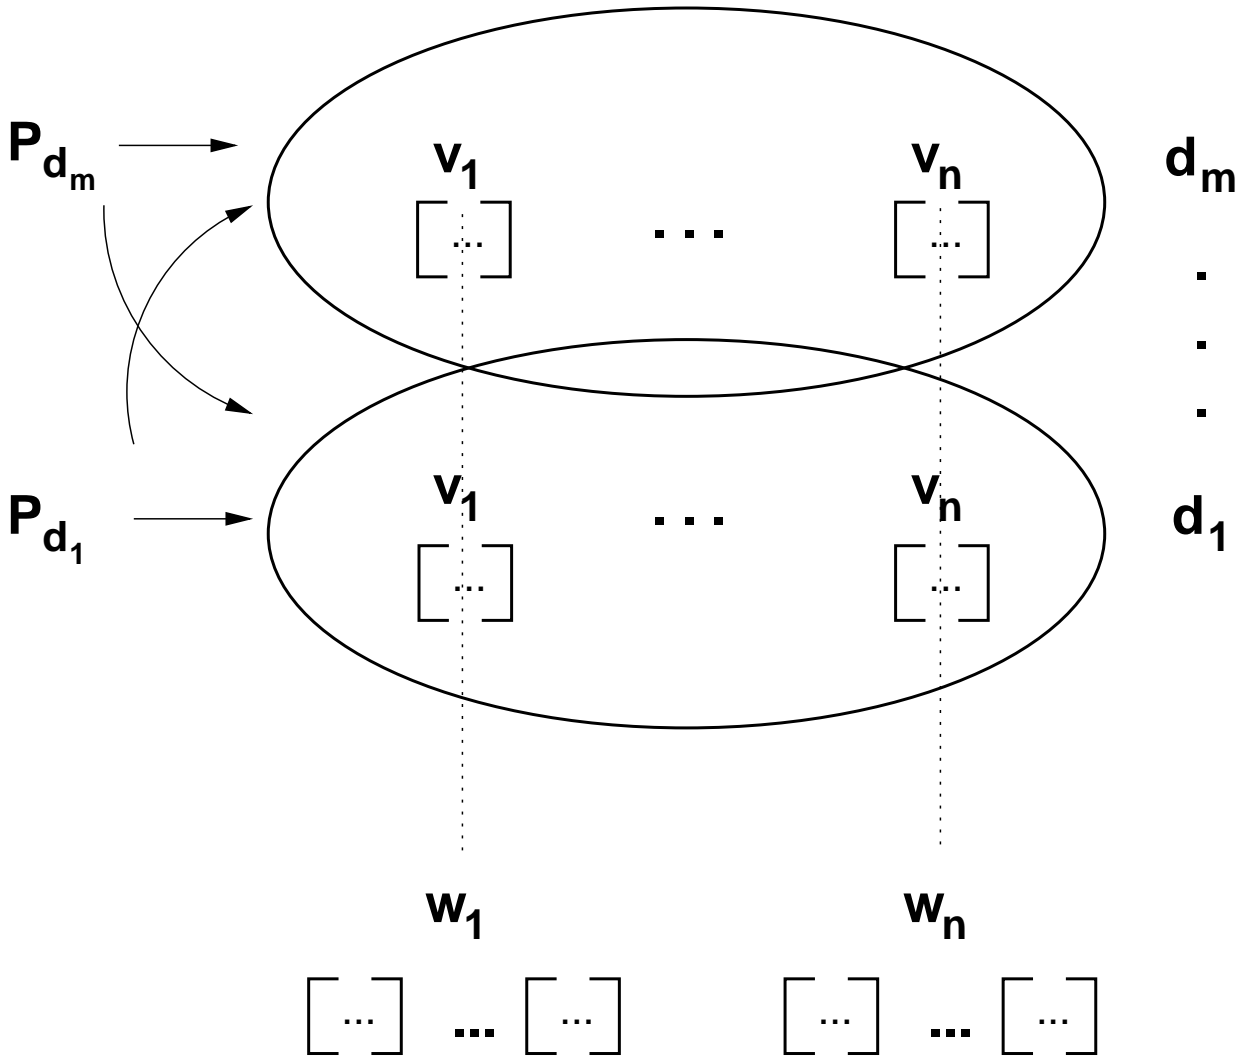 P_{d_m} v_1 v_n d_m
[...] ... [...]
.
.
.
P_{d_1} v_1 ... v_n d_1
[...] [...]
w_1 w_n
[...] ... [...] [...] ... [...]